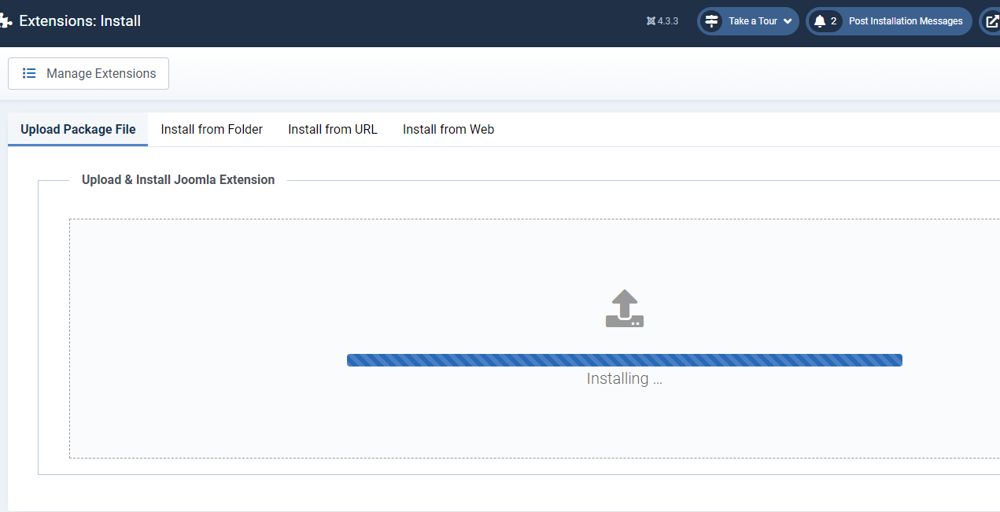 Extensions: Install
4.3.3
Take a Tour
2
Post Installation Messages
Manage Extensions
Upload Package File
Install from Folder
Install from URL
Install from Web
Upload & Install Joomla Extension
Installing ...